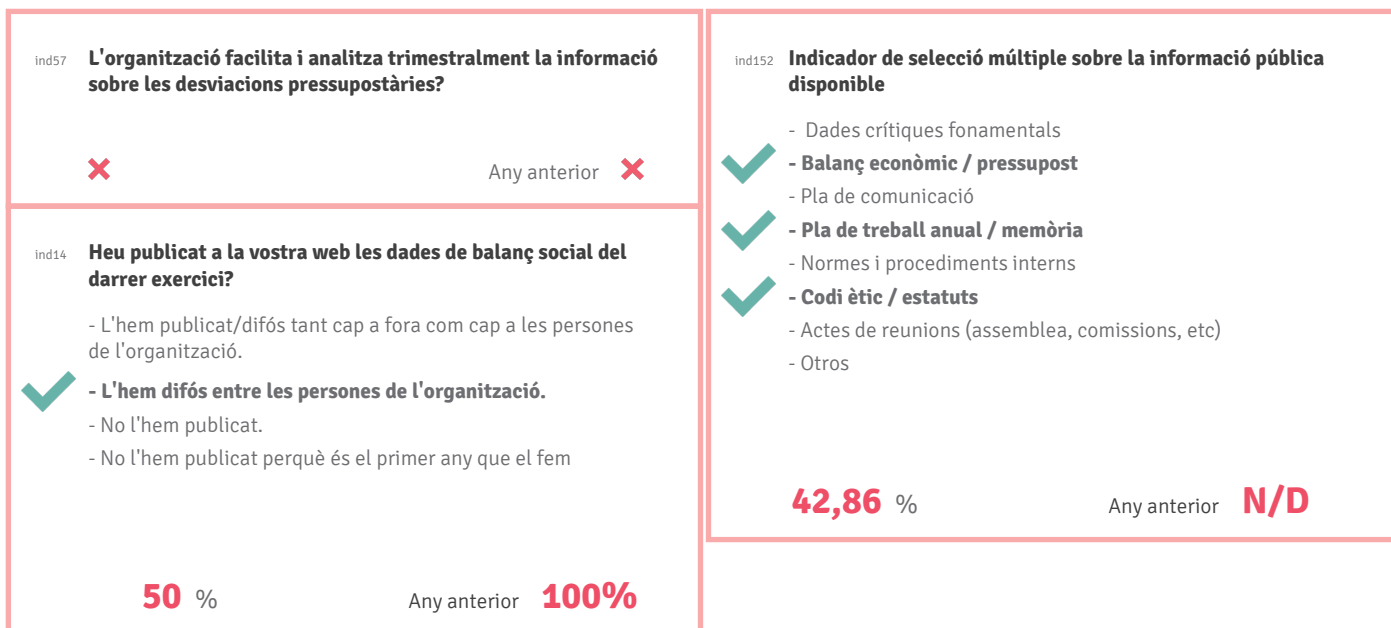 ind57 L'organització facilita i analitza trimestralment la informació
sobre les desviacions pressupostàries?
Any anterior
ind14 Heu publicat a la vostra web les dades de balanç social del
darrer exercici?
- L'hem publicat/difós tant cap a fora com cap a les persones
de l'organització.
- L'hem difós entre les persones de l'organització.
- No l'hem publicat.
- No l'hem publicat perquè és el primer any que el fem
50 % Any anterior 100%
ind152 Indicador de selecció múltiple sobre la informació pública
disponible
- Dades crítiques fonamentals
- Balanç econòmic / pressupost
- Pla de comunicació
- Pla de treball anual / memòria
- Normes i procediments interns
- Codi ètic / estatuts
- Actes de reunions (assemblea, comissions, etc)
- Otros
42,86 % Any anterior N/D